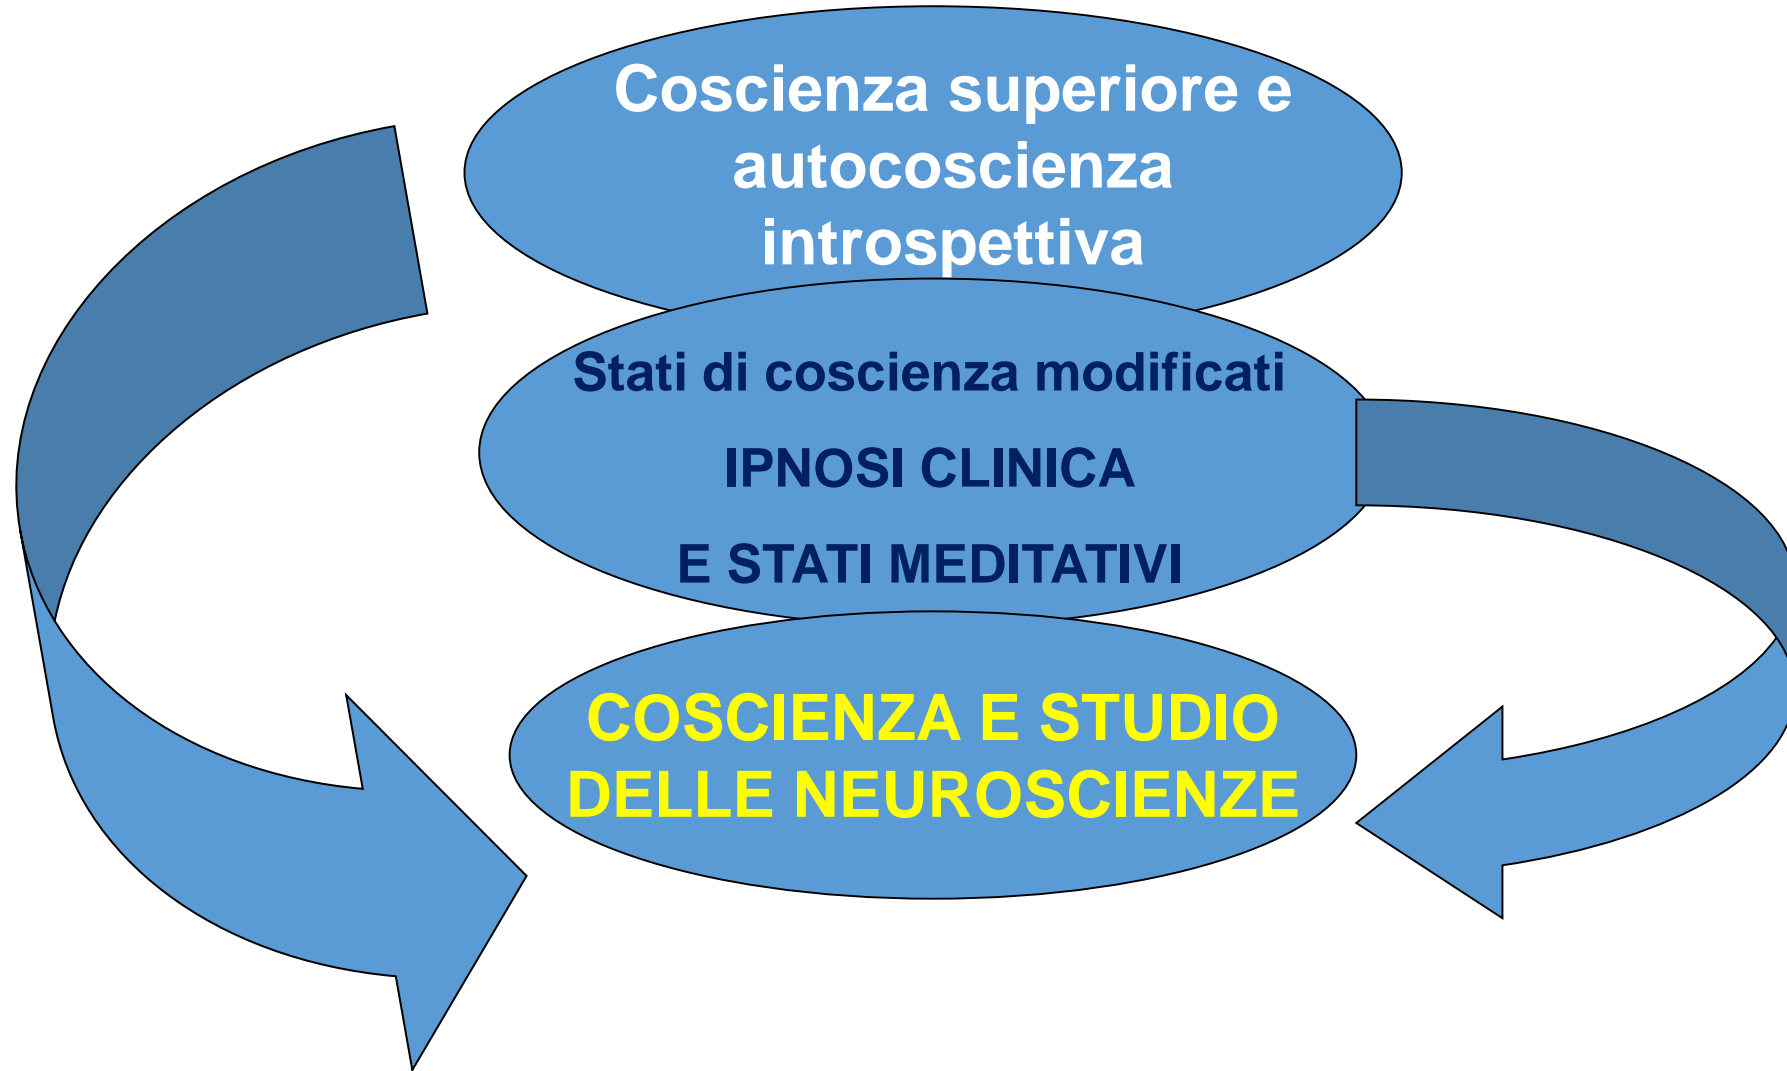 Coscienza superiore e
autocoscienza
introspettiva
Stati di coscienza modificati
IPNOSI CLINICA
E STATI MEDITATIVI
COSCIENZA E STUDIO
DELLE NEUROSCIENZE